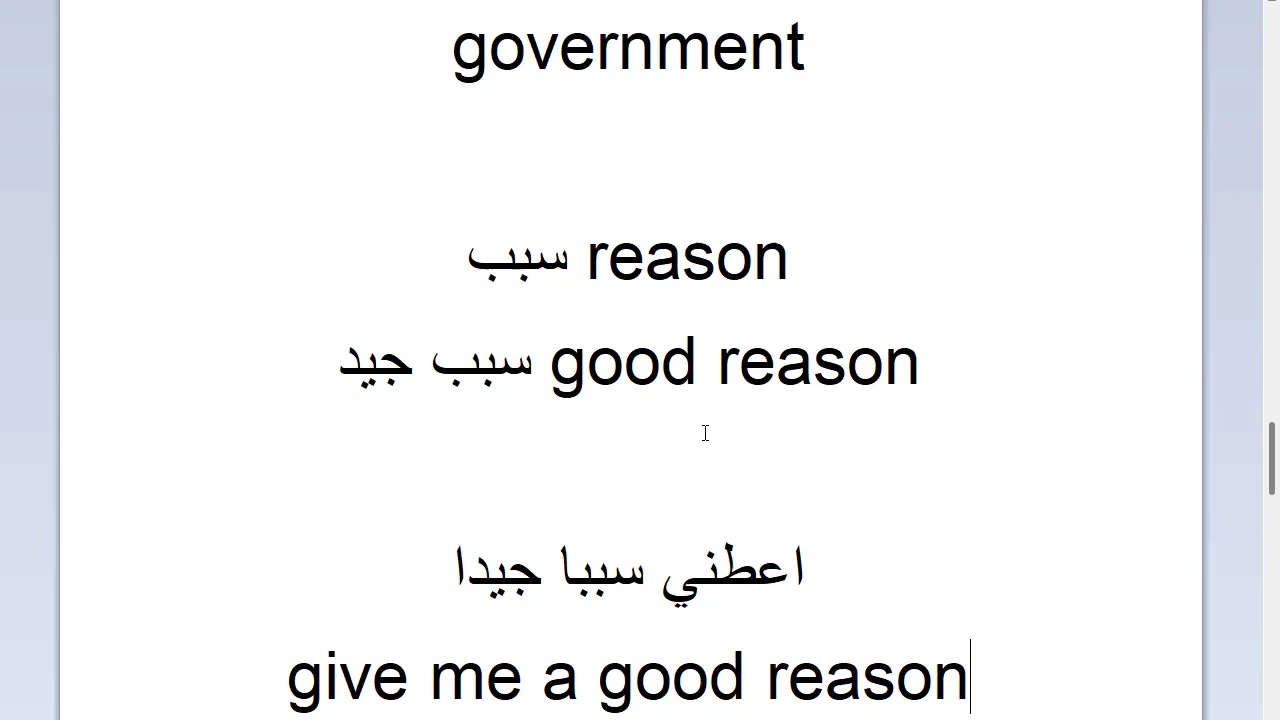 government
سبب reason
سبب جيد good reason
اعطني سببا جيدا
give me a good reason